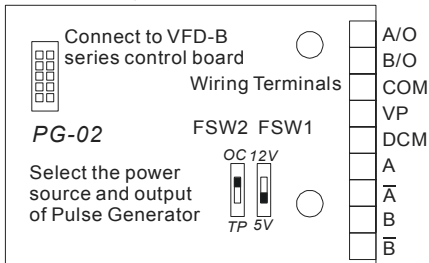 Connect to VFD-B
series control board
Wiring Terminals
PG-02
FSW2 FSW1
OC 12V
TP 5V
Select the power
source and output
of Pulse Generator
A/O
B/O
COM
VP
DCM
A
A̅
B
B̅